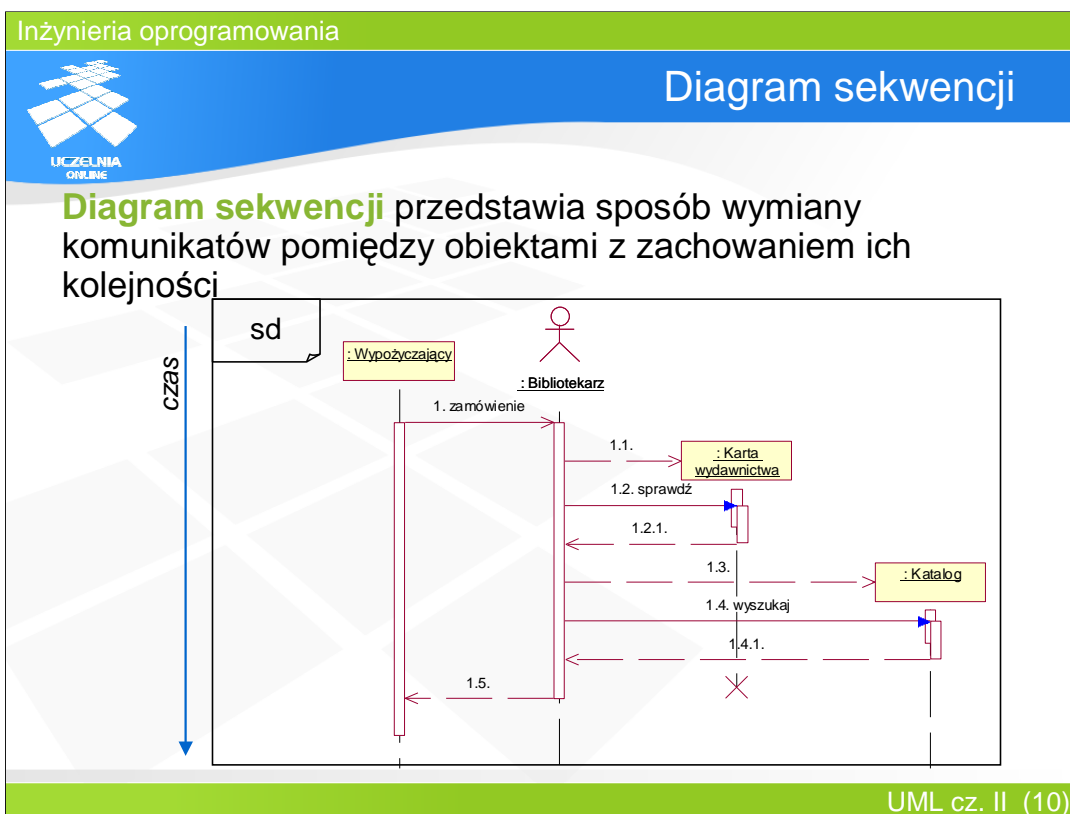 Inżynieria oprogramowania
Diagram sekwencji
UCZELNIA
ONLINE
Diagram sekwencji przedstawia sposób wymiany
komunikatów pomiędzy obiektami z zachowaniem ich
kolejności
czas
sd
: Wypożyczający
: Bibliotekarz
1. zamówienie
1.1.
: Karta
wydawnictwa
1.2. sprawdź
1.2.1.
1.3.
: Katalog
1.4. wyszukaj
1.4.1.
1.5.
UML cz. II (10)